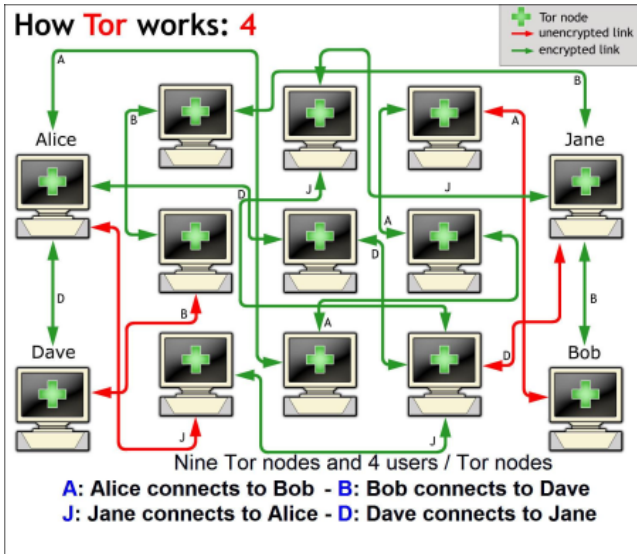 How Tor works: 4
Tor node
unencrypted link
encrypted link
A
B
B
Alice
A
Jane
J
J
D
A
D
D
B
B
A
Dave
D
Bob
J
J
Nine Tor nodes and 4 users / Tor nodes
A: Alice connects to Bob - B: Bob connects to Dave
J: Jane connects to Alice - D: Dave connects to Jane